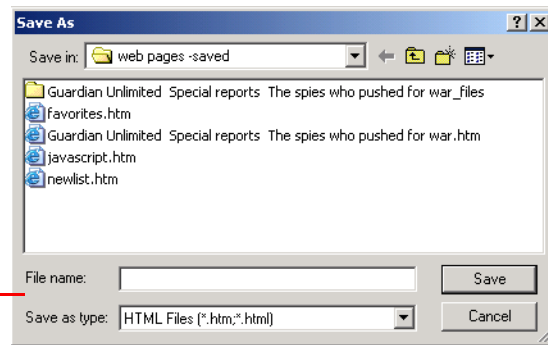 Save As
Save in: web pages -saved
Guardian Unlimited  Special reports  The spies who pushed for war_files
favorites.htm
Guardian Unlimited  Special reports  The spies who pushed for war.htm
javascript.htm
newlist.htm
File name: Save
Save as type: HTML Files (*.htm;*.html) Cancel